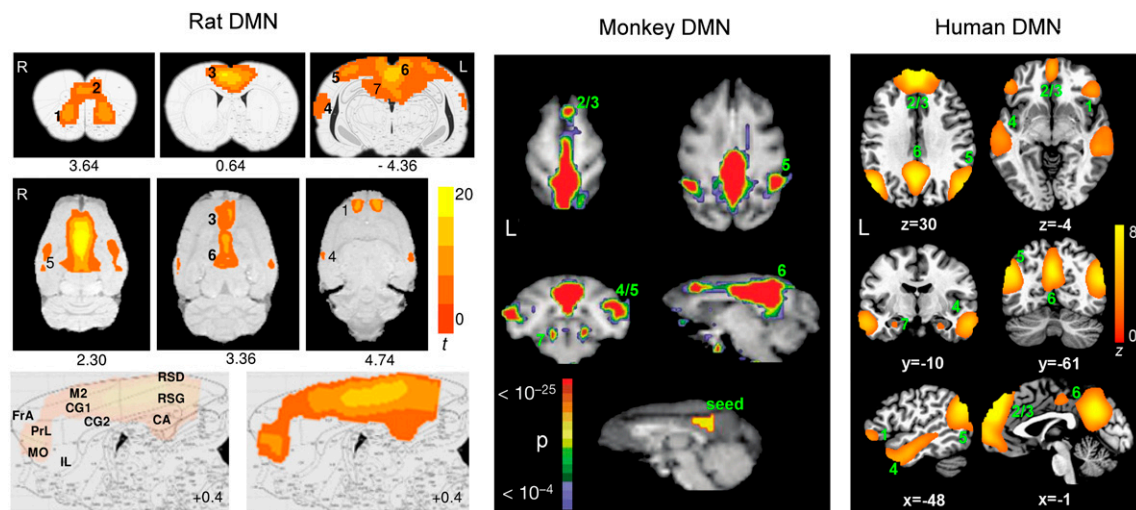 Rat DMN
R
1
2
3
L
5
6
7
4
3.64
0.64
- 4.36
R
5
3
6
1
4
2.30
3.36
4.74
20
0
t
RSD
M2
RSG
CG1
FrA
CG2
CA
PrL
MO
IL
+0.4
+0.4
Monkey DMN
2/3
5
L
4/5
6
7
< 10-25
p
< 10-4
seed
Human DMN
2/3
6
5
2/3
1
4
L
z=30
z=-4
5
4
6
7
8
0
z
y=-10
y=-61
1
5
4
2/3
6
x=-48
x=-1